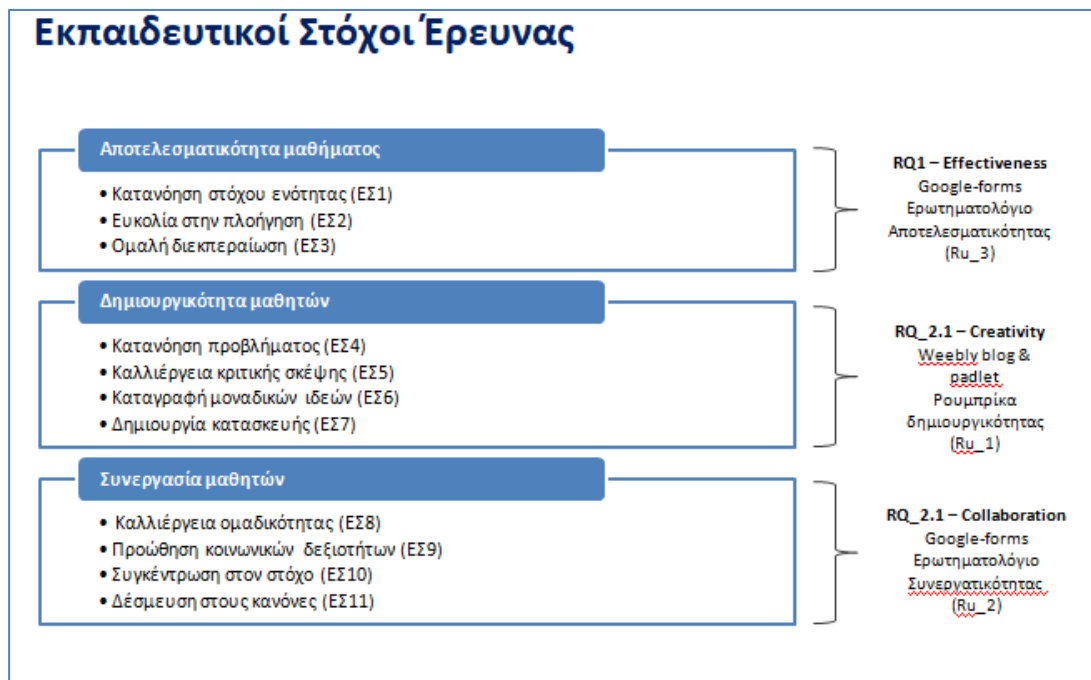 Εκπαιδευτικοί Στόχοι Έρευνας
Αποτελεσματικότητα μαθήματος
• Κατανόηση στόχου ενότητας (ΕΣ1)
• Ευκολία στην πλοήγηση (ΕΣ2)
• Ομαλή διεκπεραίωση (ΕΣ3)
RQ1 – Effectiveness
Google-forms
Ερωτηματολόγιο
Αποτελεσματικότητας
(Ru_3)
Δημιουργικότητα μαθητών
• Κατανόηση προβλήματος (ΕΣ4)
• Καλλιέργεια κριτικής σκέψης (ΕΣ5)
• Καταγραφή μοναδικών ιδεών (ΕΣ6)
• Δημιουργία κατασκευής (ΕΣ7)
RQ_2.1 – Creativity
Weebly blog &
padlet
Ρουμπρίκα
δημιουργικότητας
(Ru_1)
Συνεργασία μαθητών
• Καλλιέργεια ομαδικότητας (ΕΣ8)
• Προώθηση κοινωνικών δεξιοτήτων (ΕΣ9)
• Συγκέντρωση στον στόχο (ΕΣ10)
• Δέσμευση στους κανόνες (ΕΣ11)
RQ_2.1 – Collaboration
Google-forms
Ερωτηματολόγιο
Συνεργατικότητας
(Ru_2)